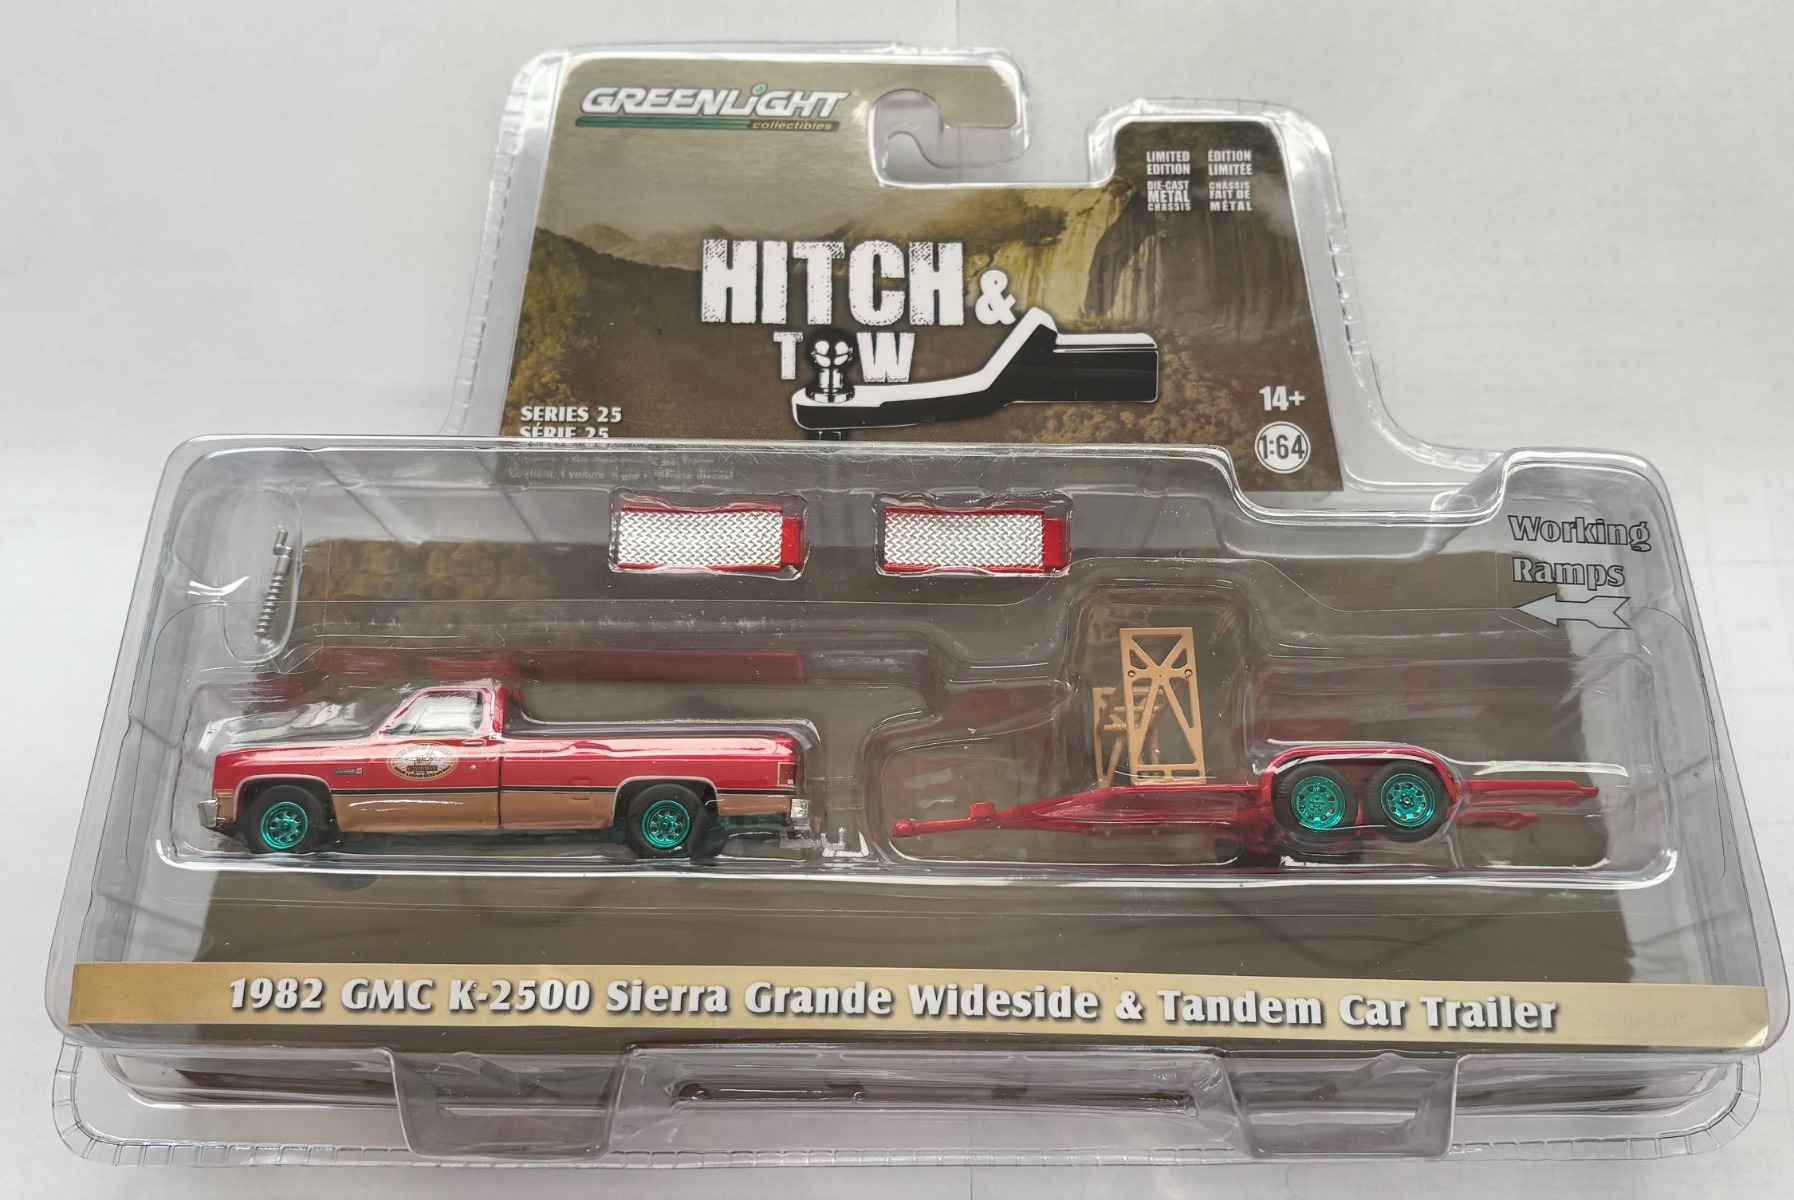 GREENLiGHT
collectibles
LIMITED EDITION
ÉDITION LIMITÉE
DIE-CAST METAL CHASSIS
CHÂSSIS FAIT DE MÉTAL
HITCH &
TOW
SERIES 25
SÉRIE 25
14+
1:64
Working
Ramps
1982 GMC K-2500 Sierra Grande Wideside & Tandem Car Trailer